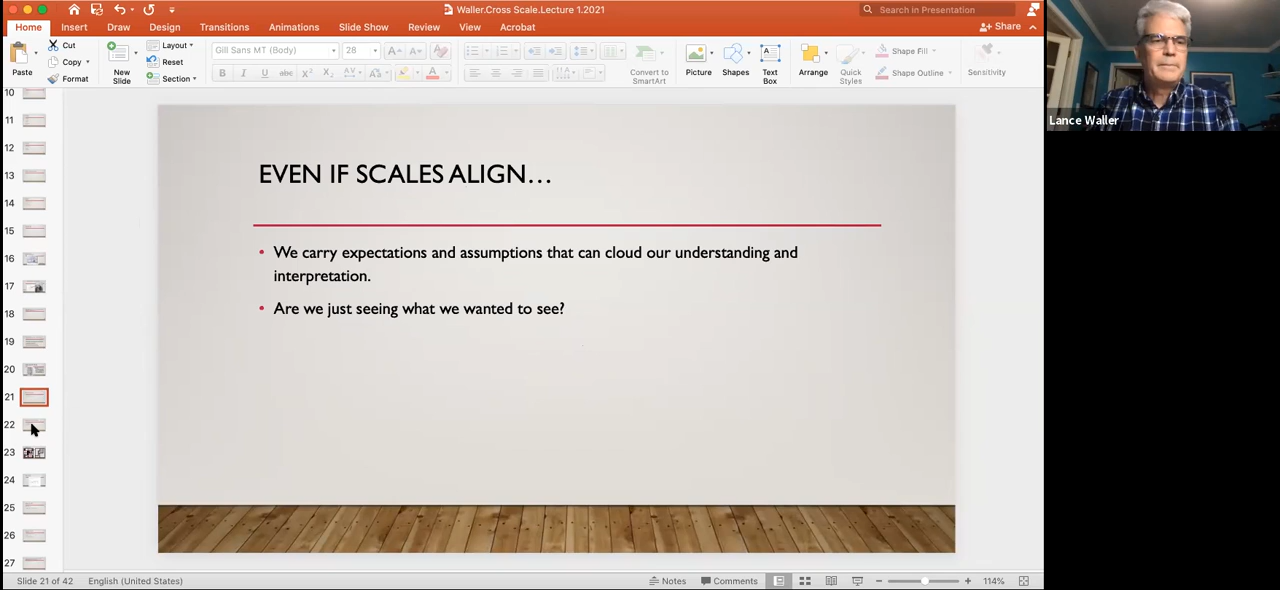 Waller.Cross Scale.Lecture 1.2021
Search in Presentation
Home Insert Draw Design Transitions Animations Slide Show Review View Acrobat
Share
Paste
Cut
Copy
Format
New Slide
Layout
Reset
Section
Gill Sans MT (Body) 28
B I U abc X² X₂ AV Aa A
Convert to SmartArt
Picture
Shapes
Text Box
Arrange
Quick Styles
Shape Fill
Shape Outline
Sensitivity
Lance Waller
10
11
12
13
14
15
16
17
18
19
20
21
22
23
24
25
26
27
EVEN IF SCALES ALIGN…
• We carry expectations and assumptions that can cloud our understanding and
interpretation.
• Are we just seeing what we wanted to see?
Slide 21 of 42 English (United States)
Notes Comments 114%